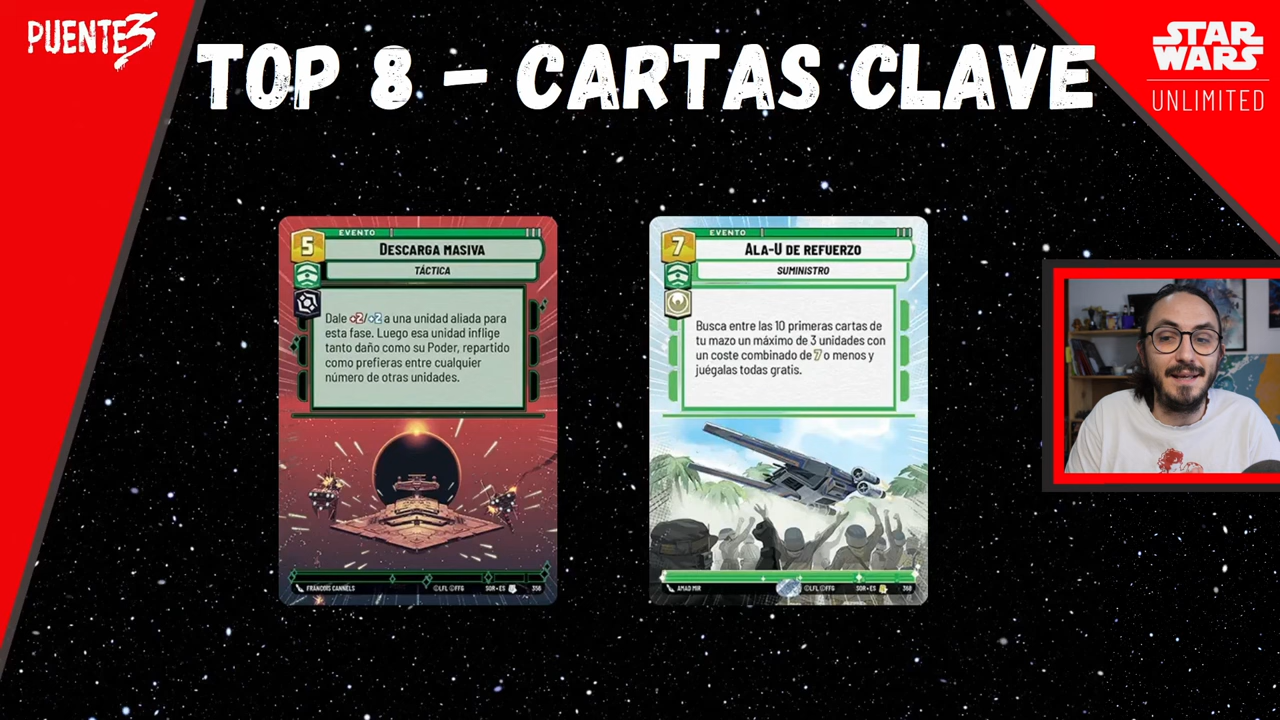 PUENTE3
TOP 8 - CARTAS CLAVE
STAR
WARS
UNLIMITED
5
EVENTO
DESCARGA MASIVA
TÁCTICA
Dale +2/+2 a una unidad aliada para
esta fase. Luego esa unidad inflige
tanto daño como su Poder, repartido
como prefieras entre cualquier
número de otras unidades.
FRANCOIS CANNELS
©LFL ©FFG
SOR • ES
356
7
EVENTO
ALA-U DE REFUERZO
SUMINISTRO
Busca entre las 10 primeras cartas de
tu mazo un máximo de 3 unidades con
un coste combinado de 7 o menos y
juégalas todas gratis.
AMAD MIR
©LFL ©FFG
SOR • ES
360